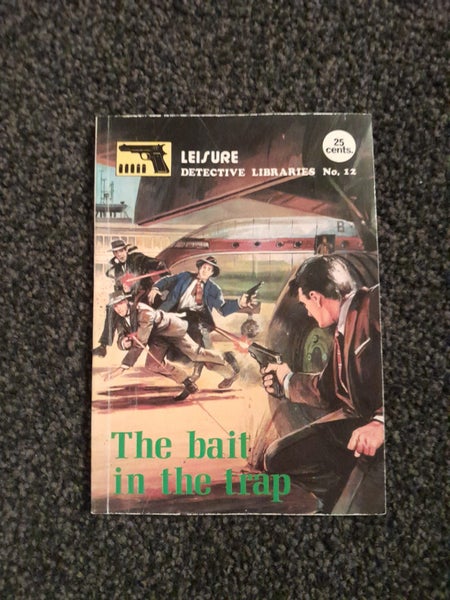 LEISURE
DETECTIVE LIBRARIES No. 12
25
cents.
B
The bait
in the trap